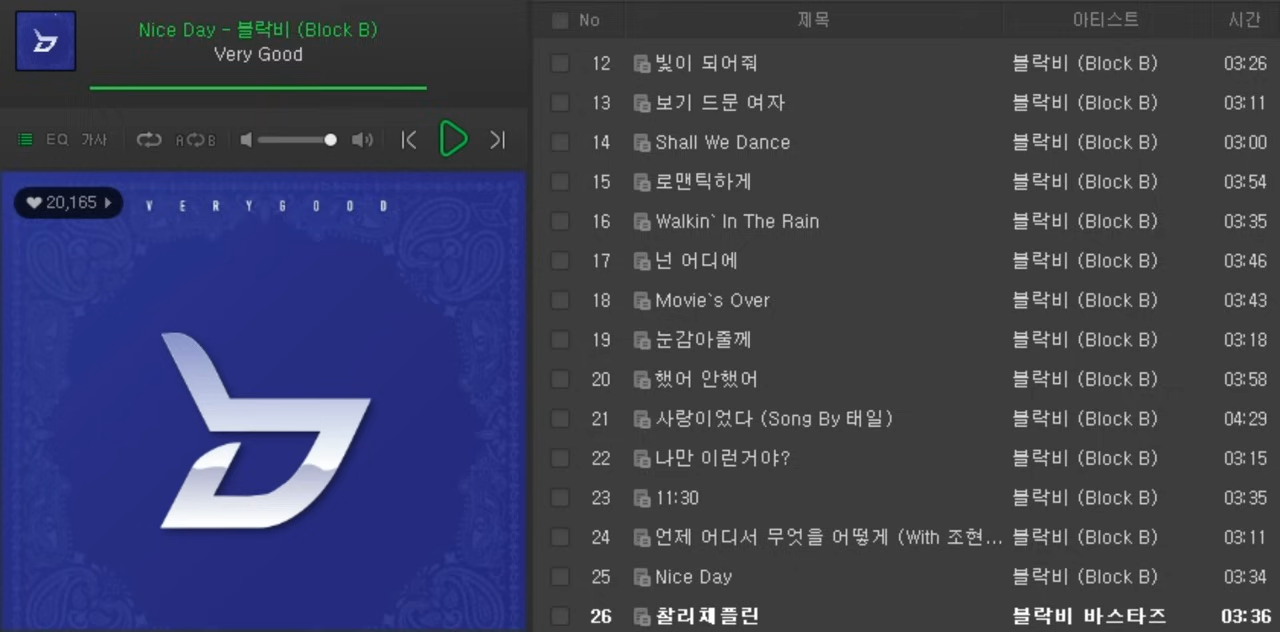 Nice Day - 블락비 (Block B)
Very Good
EQ 가사
A B
20,165
VERYGOOD
No 제목 아티스트 시간
12 빛이 되어줘 블락비 (Block B) 03:26
13 보기 드문 여자 블락비 (Block B) 03:11
14 Shall We Dance 블락비 (Block B) 03:00
15 로맨틱하게 블락비 (Block B) 03:54
16 Walkin` In The Rain 블락비 (Block B) 03:35
17 넌 어디에 블락비 (Block B) 03:46
18 Movie`s Over 블락비 (Block B) 03:43
19 눈감아줄께 블락비 (Block B) 03:18
20 했어 안했어 블락비 (Block B) 03:58
21 사랑이었다 (Song By 태일) 블락비 (Block B) 04:29
22 나만 이런거야? 블락비 (Block B) 03:15
23 11:30 블락비 (Block B) 03:35
24 언제 어디서 무엇을 어떻게 (With 조현... 블락비 (Block B) 03:11
25 Nice Day 블락비 (Block B) 03:34
26 찰리채플린 블락비 바스타즈 03:36